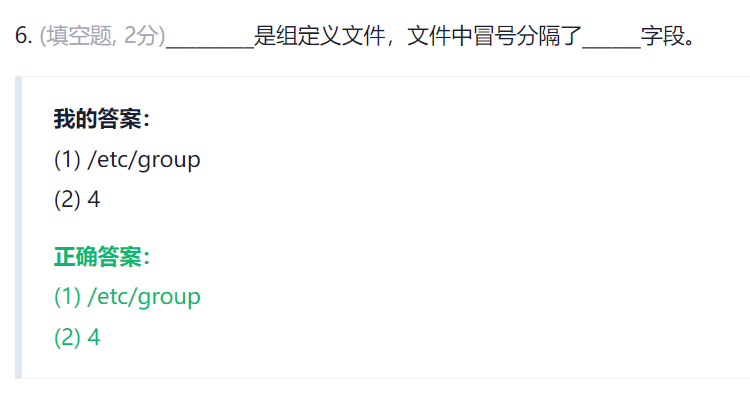 6. (填空题, 2分)_________是组定义文件，文件中冒号分隔了______字段。
我的答案：
(1) /etc/group
(2) 4
正确答案：
(1) /etc/group
(2) 4